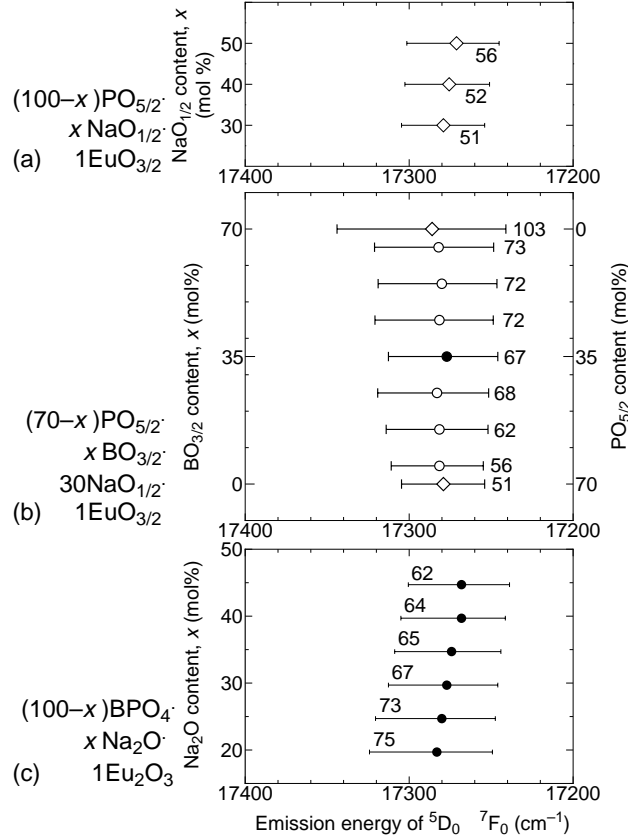 50
40
30
NaO1/2 content, x
(mol %)
56
52
51
(100–x)PO5/2·
x NaO1/2·
(a) 1EuO3/2
17400 17300 17200
70
35
0
BO3/2 content, x (mol%)
103
73
72
72
67
68
62
56
51
0
35
70
PO5/2 content (mol%)
(70–x)PO5/2·
x BO3/2·
30NaO1/2·
(b) 1EuO3/2
17400 17300 17200
50
40
30
20
Na2O content, x (mol%)
62
64
65
67
73
75
(100–x)BPO4·
x Na2O·
(c) 1Eu2O3
17400 17300 17200
Emission energy of 5D0 7F0 (cm–1)